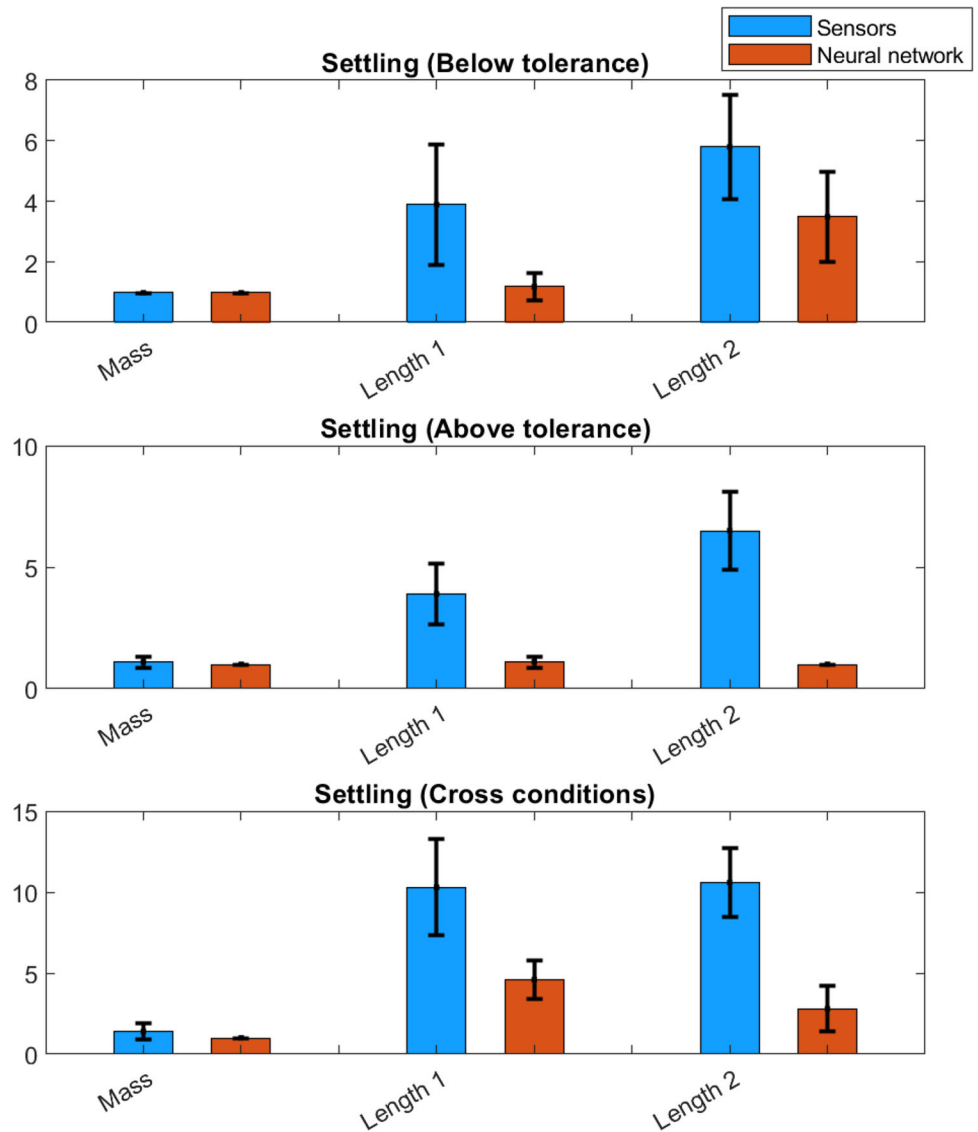 Sensors
Neural network
Settling (Below tolerance)
8
6
4
2
0
Mass
Length 1
Length 2
Settling (Above tolerance)
10
5
0
Mass
Length 1
Length 2
Settling (Cross conditions)
15
10
5
0
Mass
Length 1
Length 2